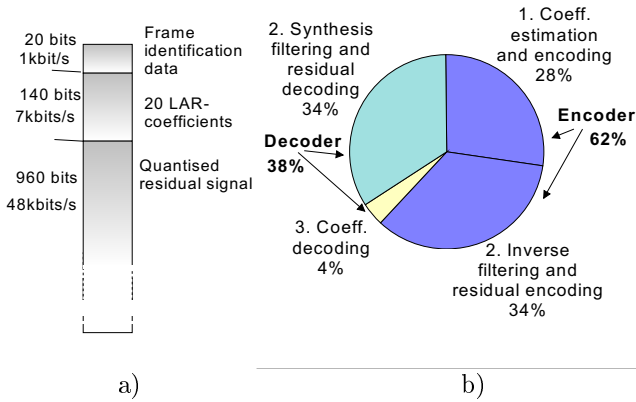 20 bits
1kbit/s
Frame
identification
data
140 bits
7kbits/s
20 LAR-
coefficients
960 bits
48kbits/s
Quantised
residual signal
a)
2. Synthesis
filtering and
residual
decoding
34%
1. Coeff.
estimation
and encoding
28%
Encoder
62%
Decoder
38%
3. Coeff.
decoding
4%
2. Inverse
filtering and
residual encoding
34%
b)